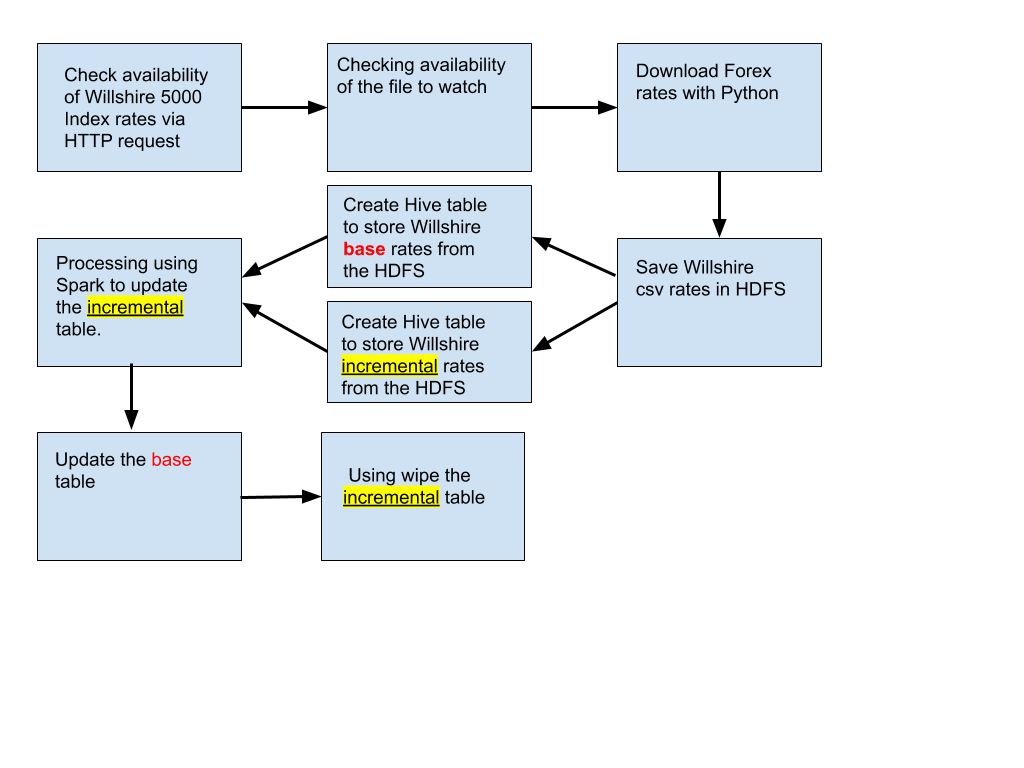 Check availability
of Willshire 5000
Index rates via
HTTP request
Checking availability
of the file to watch
Download Forex
rates with Python
Save Willshire
csv rates in HDFS
Create Hive table
to store Willshire
base rates from
the HDFS
Create Hive table
to store Willshire
incremental rates
from the HDFS
Processing using
Spark to update
the incremental
table.
Update the base
table
Using wipe the
incremental table